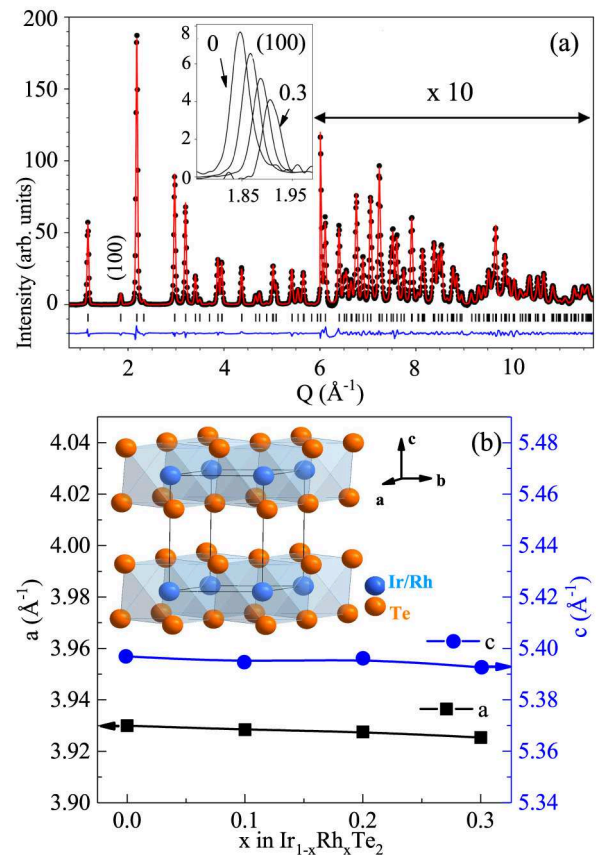 (a)
200
150
100
50
0
Intensity (arb. units)
8
6
4
2
0
0
(100)
0.3
1.85
1.95
x 10
(100)
2
4
6
8
10
Q (Å⁻¹)
(b)
4.04
4.02
4.00
3.98
3.96
3.94
3.92
3.90
a (Å⁻¹)
c
a
b
Ir/Rh
Te
c
a
5.48
5.46
5.44
5.42
5.40
5.38
5.36
5.34
c (Å⁻¹)
0.0
0.1
0.2
0.3
x in Ir₁₋ₓRhₓTe₂